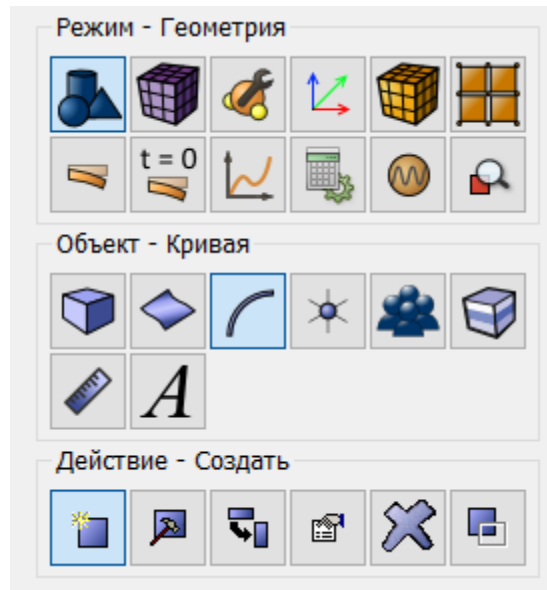 Режим - Геометрия
t = 0
Объект - Кривая
A
Действие - Создать